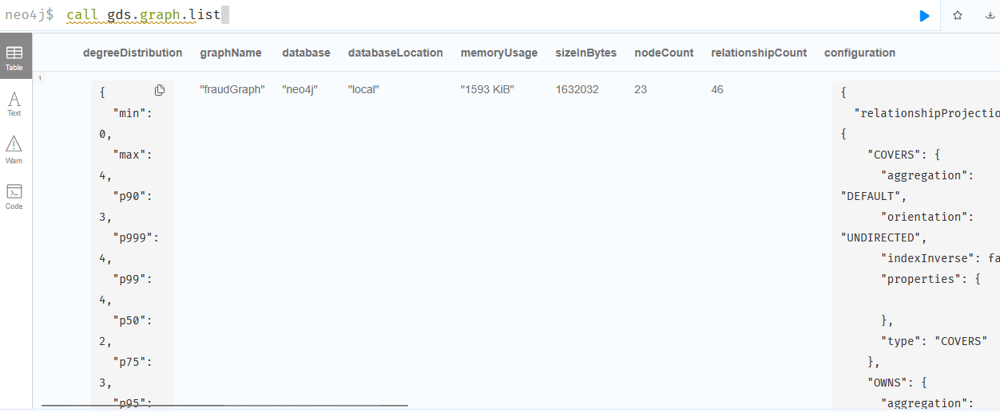 neo4j$ call gds.graph.list
Table
Text
Warn
Code
degreeDistribution graphName database databaseLocation memoryUsage sizeInBytes nodeCount relationshipCount configuration
1
{
"min":
0,
"max":
4,
"p90":
3,
"p999":
4,
"p99":
4,
"p50":
2,
"p75":
3,
"p95":
"fraudGraph" "neo4j" "local" "1593 KiB" 1632032 23 46
{
"relationshipProjectio
{
"COVERS": {
"aggregation":
"DEFAULT",
"orientation":
"UNDIRECTED",
"indexInverse": fa
"properties": {
},
"type": "COVERS"
},
"OWNS": {
"aggregation":